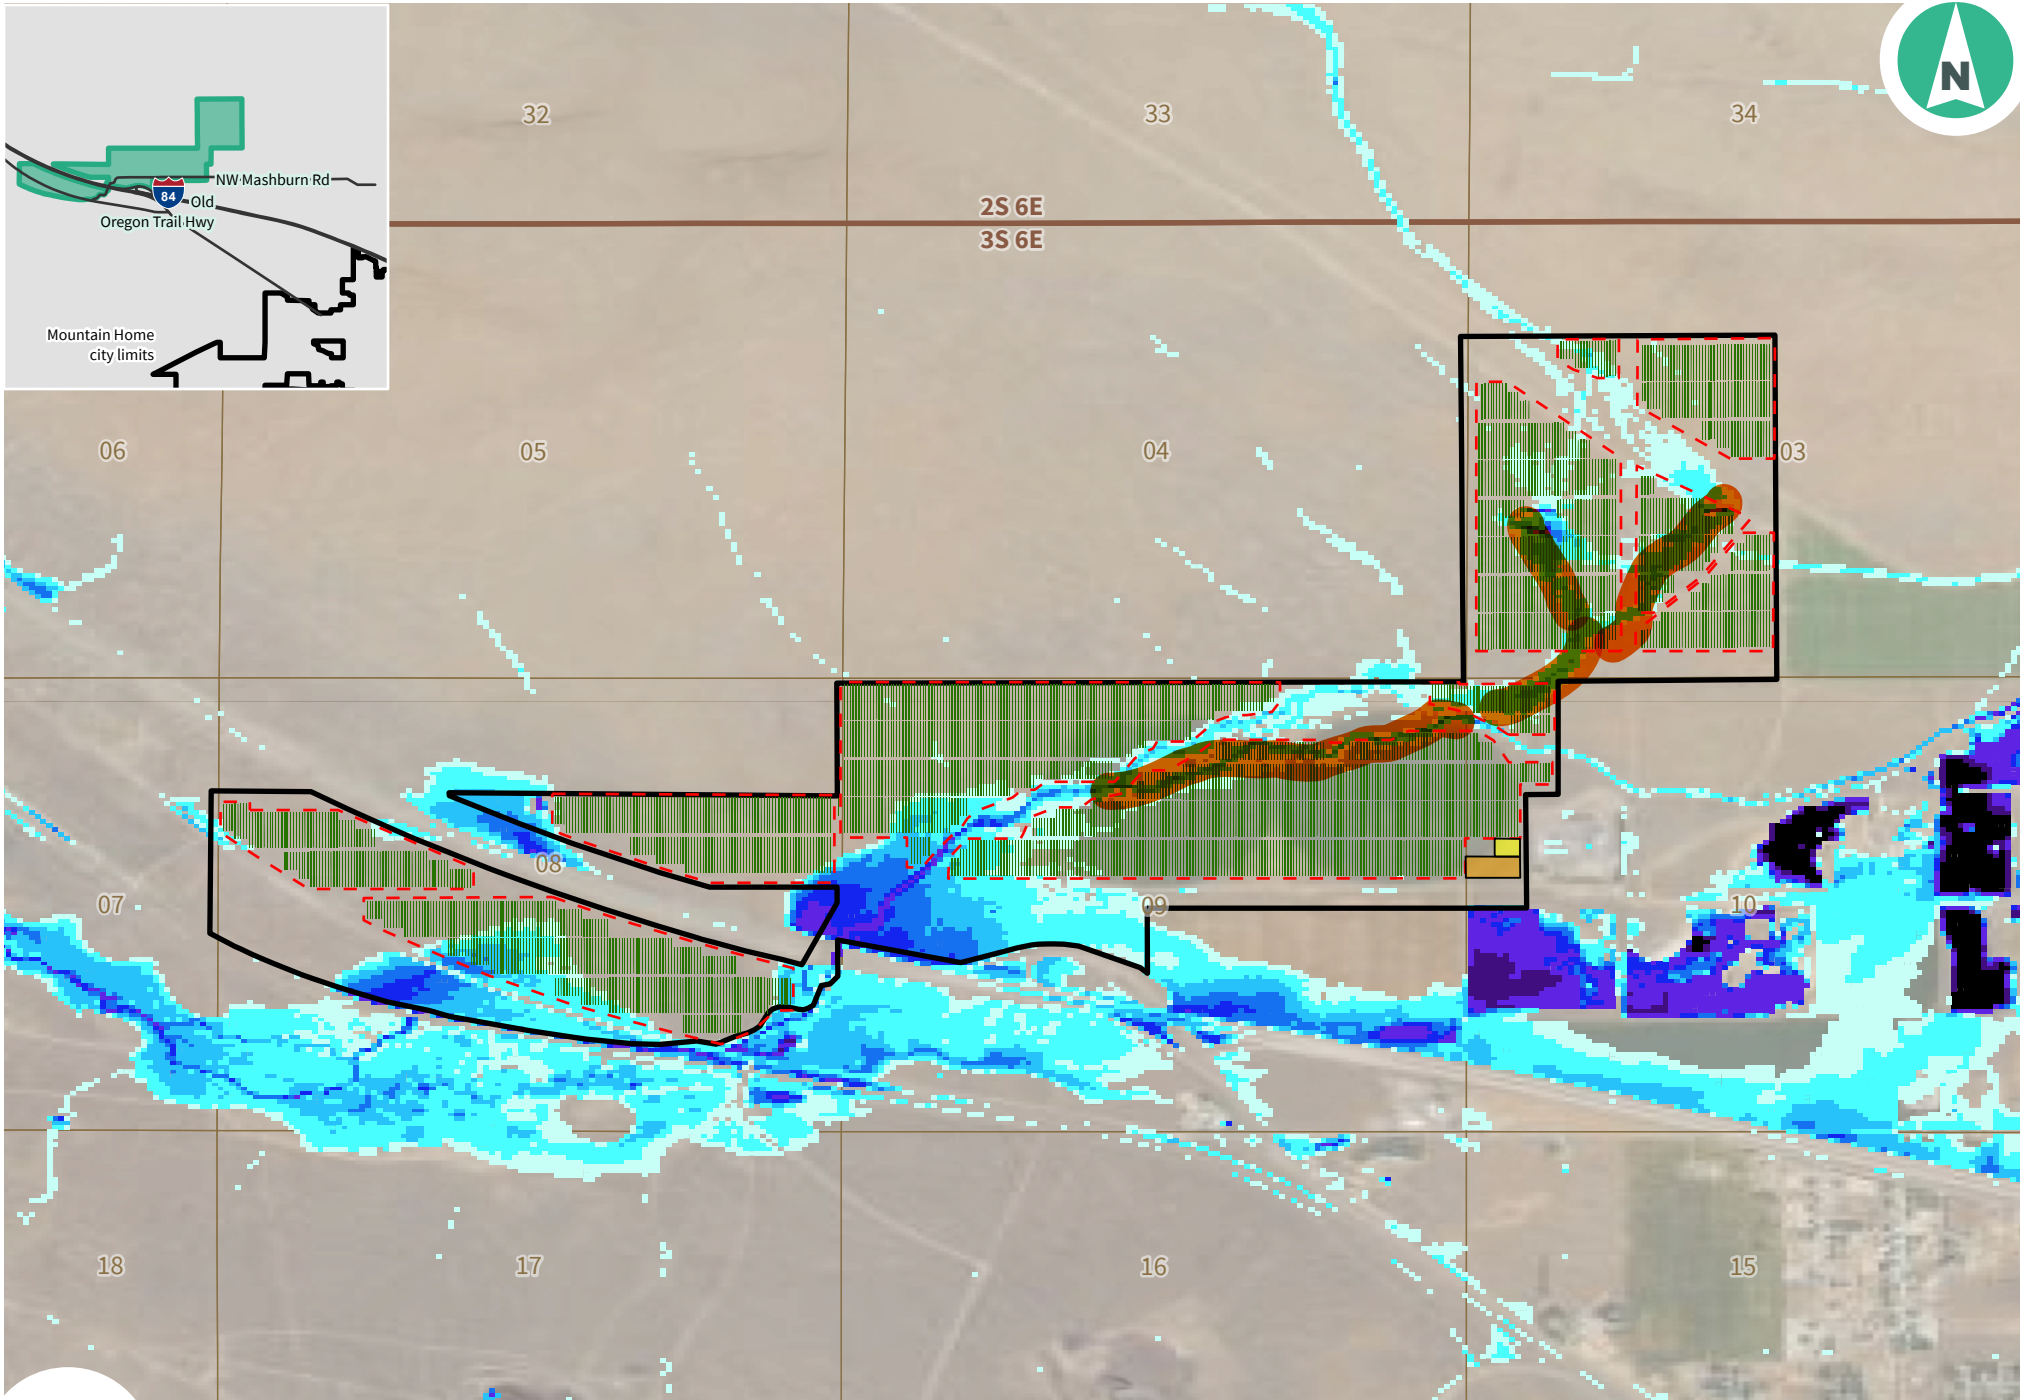 NW Mashburn Rd
84
Old
Oregon Trail Hwy
Mountain Home
city limits
N
32
33
34
2S 6E
3S 6E
06
05
04
03
08
07
09
10
18
17
16
15